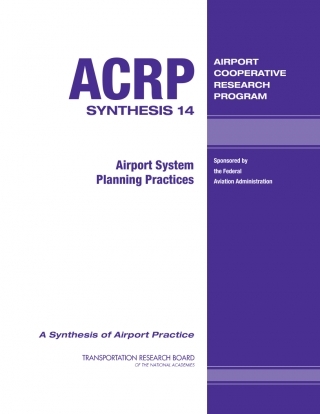 ACRP
SYNTHESIS 14
AIRPORT
COOPERATIVE
RESEARCH
PROGRAM
Airport System
Planning Practices
Sponsored by
the Federal
Aviation Administration
A Synthesis of Airport Practice
TRANSPORTATION RESEARCH BOARD
OF THE NATIONAL ACADEMIES